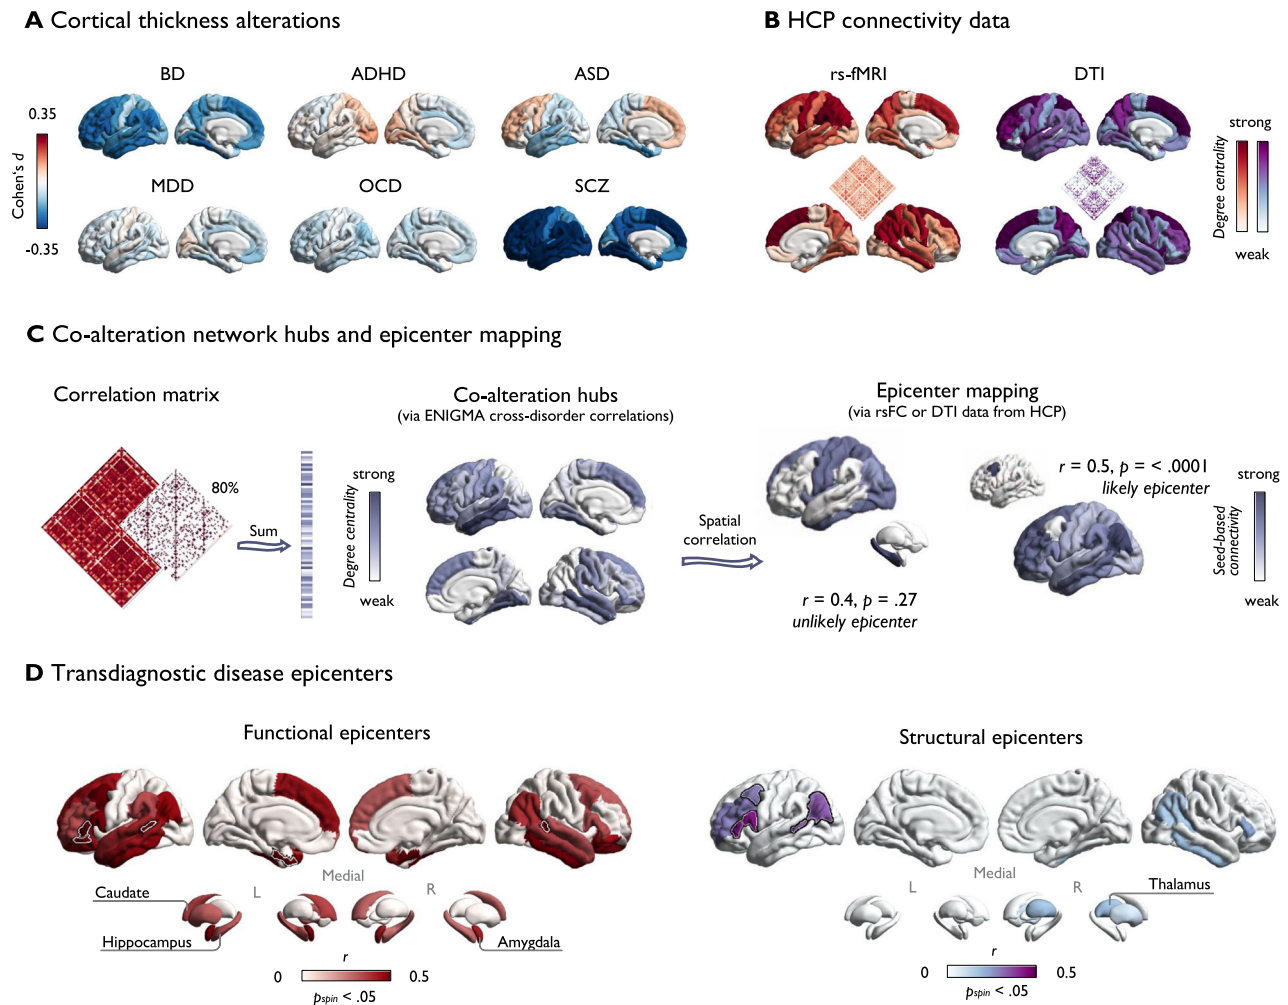 A Cortical thickness alterations
BD
ADHD
ASD
0.35
Cohen's d
-0.35
MDD
OCD
SCZ
B HCP connectivity data
rs-fMRI
DTI
strong
Degree centrality
weak
C Co-alteration network hubs and epicenter mapping
Correlation matrix
80%
Sum
Co-alteration hubs
(via ENIGMA cross-disorder correlations)
strong
Degree centrality
weak
Spatial
correlation
Epicenter mapping
(via rsFC or DTI data from HCP)
r = 0.4, p = .27
unlikely epicenter
r = 0.5, p = < .0001
likely epicenter
strong
Seed-based
connectivity
weak
D Transdiagnostic disease epicenters
Functional epicenters
Medial
L
R
Caudate
Hippocampus
Amygdala
r
0
0.5
pspin < .05
Structural epicenters
Medial
L
R
Thalamus
r
0
0.5
pspin < .05